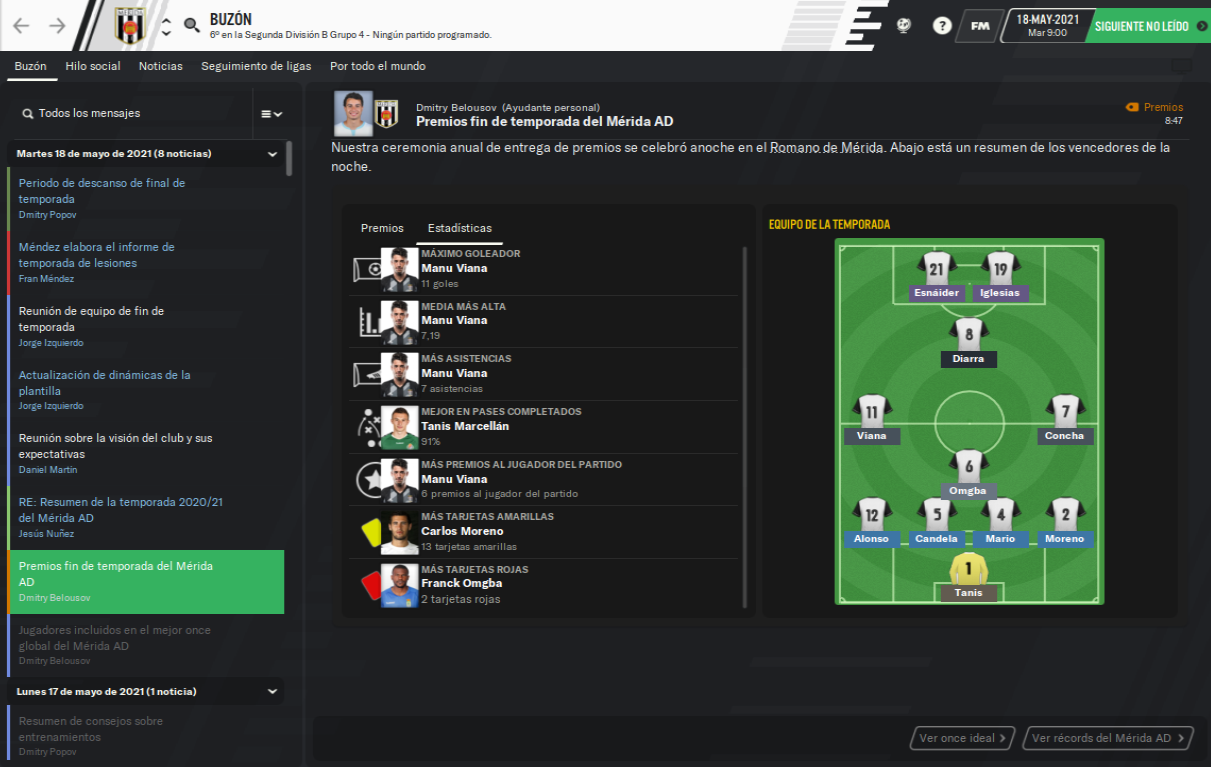 BUZÓN
6º en la Segunda División B Grupo 4 - Ningún partido programado.
?
FM
18-MAY-2021
Mar 9:00
SIGUIENTE NO LEÍDO
Buzón
Hilo social
Noticias
Seguimiento de ligas
Por todo el mundo
Todos los mensajes
Martes 18 de mayo de 2021 (8 noticias)
Periodo de descanso de final de
temporada
Dmitry Popov
Méndez elabora el informe de
temporada de lesiones
Fran Méndez
Reunión de equipo de fin de
temporada
Jorge Izquierdo
Actualización de dinámicas de la
plantilla
Jorge Izquierdo
Reunión sobre la visión del club y sus
expectativas
Daniel Martín
RE: Resumen de la temporada 2020/21
del Mérida AD
Jesús Nuñez
Premios fin de temporada del Mérida
AD
Dmitry Belousov
Jugadores incluidos en el mejor once
global del Mérida AD
Dmitry Belousov
Lunes 17 de mayo de 2021 (1 noticia)
Resumen de consejos sobre
entrenamientos
Dmitry Popov
Dmitry Belousov (Ayudante personal)
Premios fin de temporada del Mérida AD
Premios
8:47
Nuestra ceremonia anual de entrega de premios se celebró anoche en el Romano de Mérida. Abajo está un resumen de los vencedores de la
noche.
Premios
Estadísticas
MÁXIMO GOLEADOR
Manu Viana
11 goles
MEDIA MÁS ALTA
Manu Viana
7,19
MÁS ASISTENCIAS
Manu Viana
7 asistencias
MEJOR EN PASES COMPLETADOS
Tanis Marcellán
91%
MÁS PREMIOS AL JUGADOR DEL PARTIDO
Manu Viana
6 premios al jugador del partido
MÁS TARJETAS AMARILLAS
Carlos Moreno
13 tarjetas amarillas
MÁS TARJETAS ROJAS
Franck Omgba
2 tarjetas rojas
EQUIPO DE LA TEMPORADA
21
19
Esnáider
Iglesias
8
Diarra
11
7
Viana
Concha
6
Omgba
12
5
4
2
Alonso
Candela
Mario
Moreno
1
Tanis
Ver once ideal
Ver récords del Mérida AD